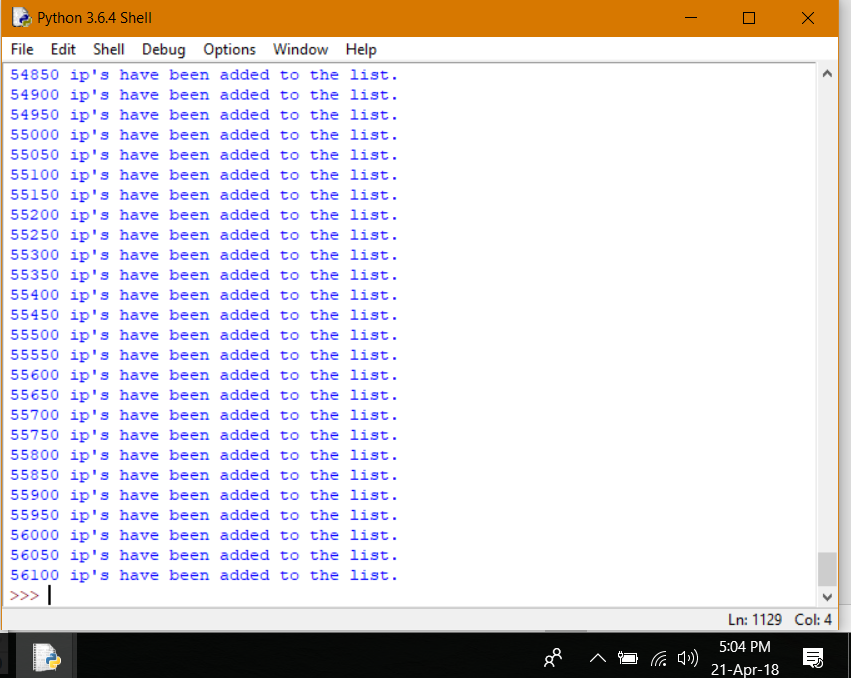 Python 3.6.4 Shell
File Edit Shell Debug Options Window Help
54850 ip's have been added to the list.
54900 ip's have been added to the list.
54950 ip's have been added to the list.
55000 ip's have been added to the list.
55050 ip's have been added to the list.
55100 ip's have been added to the list.
55150 ip's have been added to the list.
55200 ip's have been added to the list.
55250 ip's have been added to the list.
55300 ip's have been added to the list.
55350 ip's have been added to the list.
55400 ip's have been added to the list.
55450 ip's have been added to the list.
55500 ip's have been added to the list.
55550 ip's have been added to the list.
55600 ip's have been added to the list.
55650 ip's have been added to the list.
55700 ip's have been added to the list.
55750 ip's have been added to the list.
55800 ip's have been added to the list.
55850 ip's have been added to the list.
55900 ip's have been added to the list.
55950 ip's have been added to the list.
56000 ip's have been added to the list.
56050 ip's have been added to the list.
56100 ip's have been added to the list.
>>>
Ln: 1129 Col: 4
5:04 PM
21-Apr-18